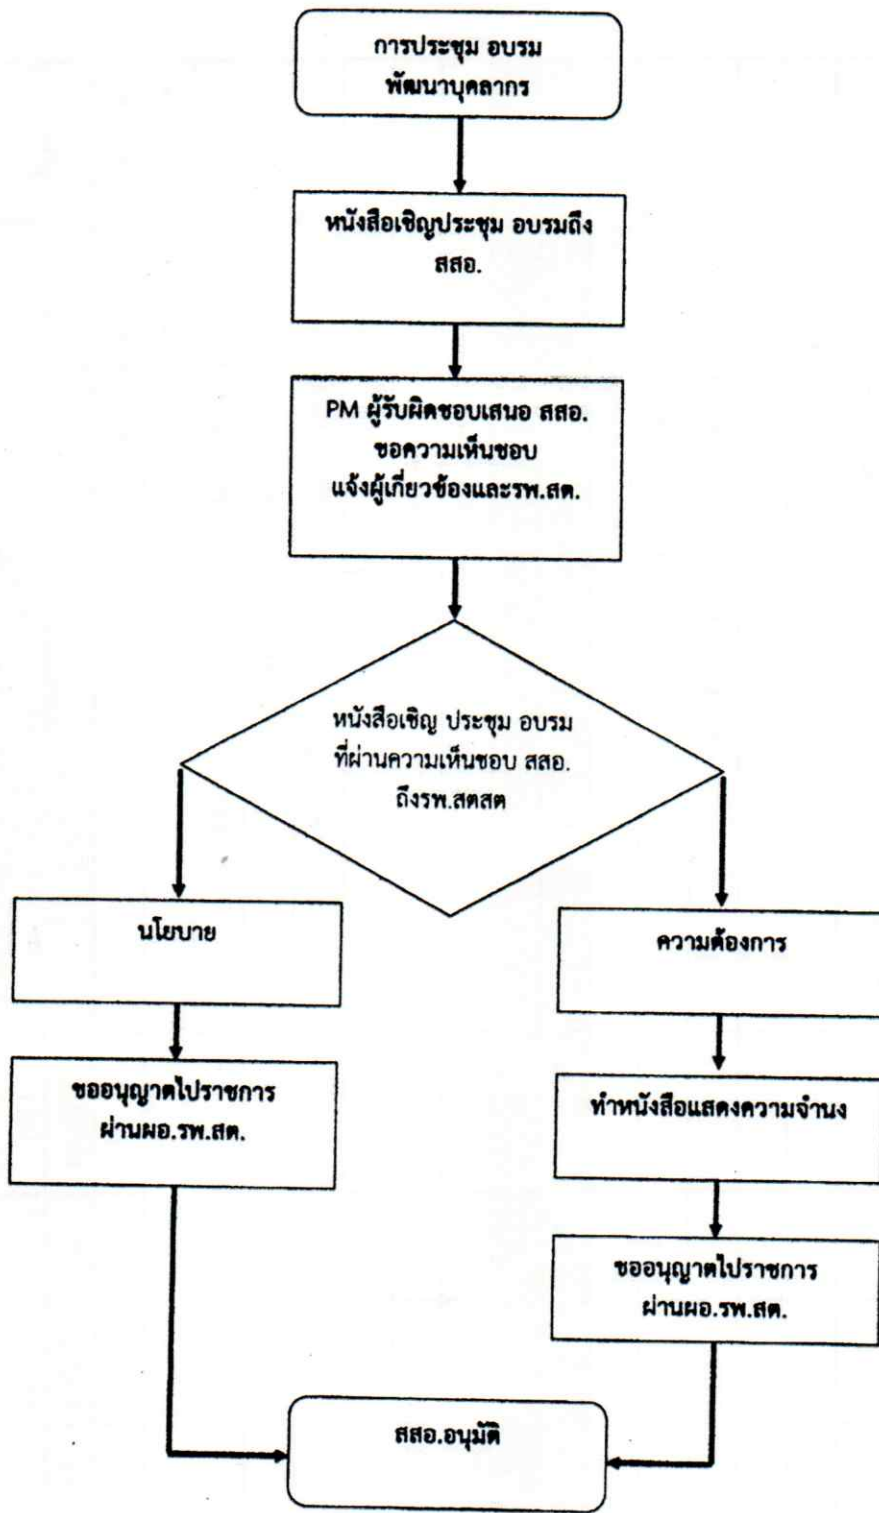 การประชุม อบรม
พัฒนาบุคลากร
หนังสือเชิญประชุม อบรมถึง
สสอ.
PM ผู้รับผิดชอบเสนอ สสอ.
ขอความเห็นชอบ
แจ้งผู้เกี่ยวข้องและรพ.สต.
หนังสือเชิญ ประชุม อบรม
ที่ผ่านความเห็นชอบ สสอ.
ถึงรพ.สตสต
นโยบาย
ความต้องการ
ขออนุญาตไปราชการ
ผ่านผอ.รพ.สต.
ทำหนังสือแสดงความจำนง
ขออนุญาตไปราชการ
ผ่านผอ.รพ.สต.
สสอ.อนุมัติ